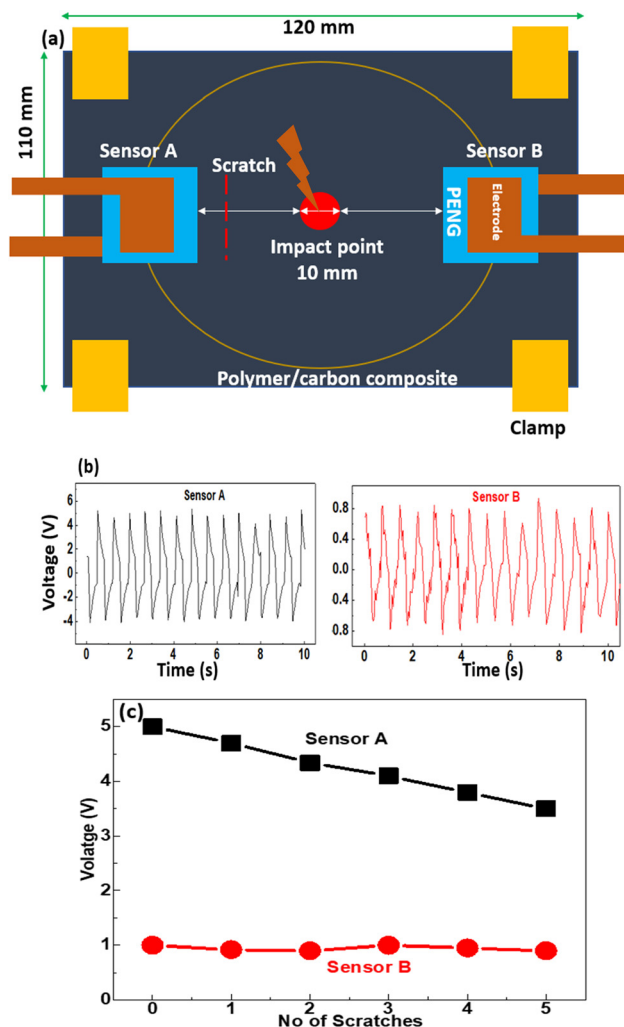 (a)
120 mm
110 mm
Sensor A
Sensor B
Scratch
PENG
Electrode
Impact point
10 mm
Polymer/carbon composite
Clamp
(b)
Sensor A
Voltage (V)
6
4
2
0
-2
-4
0 2 4 6 8 10
Time (s)
Sensor B
0.8
0.4
0.0
0.4
0.8
0 2 4 6 8 10
Time (s)
(c)
Sensor A
Volatge (V)
5
4
3
2
1
0
Sensor B
0 1 2 3 4 5
No of Scratches